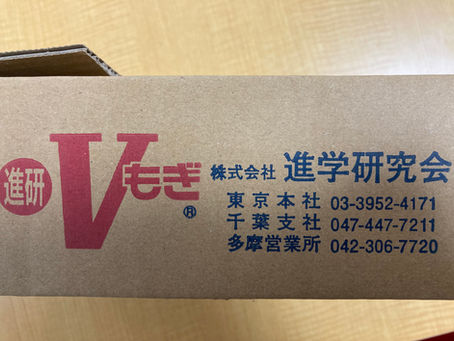 進研 Vもぎ®
株式会社 進学研究会
東京本社 03-3952-4171
千葉支社 047-447-7211
多摩営業所 042-306-7720